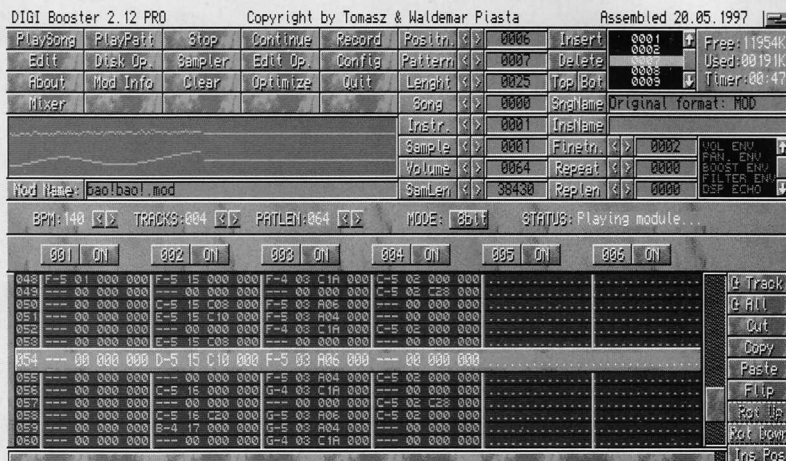 DIGI Booster 2.12 PRO Copyright by Tomasz & Waldemar Piasta Assembled 20.05.1997
PlaySong PlayPatt Stop Continue Record Positn. < > 0006 Insert 0001 Free:11954K
Edit Disk Op. Sampler Edit Op. Config Pattern < > 0007 Delete 0002 Used:00191K
About Mod Info Clear Optimize Quit Lenght < > 0025 Top Bot 0007 Timer:00:47
0008
0009
Mixer Song < > 0000 SngName Original format: MOD
Instr. < > 0001 InsName
Sample < > 0001 Finetn. < > 0002 VOL ENV
PAN. ENV
Volume < > 0064 Repeat < > 0000 BOOST ENV
FILTER ENV
Mod Name: bao!bao!.mod SamLen < > 38430 Replen < > 0000 DSP ECHO
BPM:140 < > TRACKS:004 < > PATLEN:064 < > MODE: 8bit STATUS: Playing module...
001 ON 002 ON 003 ON 004 ON 005 ON 006 ON
048 F-5 01 000 000 F-5 15 000 000 F-4 03 C1A 000 C-5 02 000 000
049 --- 00 000 000 --- 00 000 000 --- 00 000 000 C-5 02 C28 000
050 --- 00 000 000 C-5 15 C08 000 F-5 03 A06 000 --- 00 000 000
051 --- 00 000 000 E-5 15 C10 000 F-5 03 A04 000 --- 00 000 000
052 --- 00 000 000 --- 00 000 000 F-4 03 C1A 000 C-5 02 000 000
053 --- 00 000 000 E-5 15 C08 000 --- 00 000 000 --- 00 000 000
054 --- 00 000 000 D-5 15 C10 000 F-5 03 A06 000 --- 00 000 000
055 --- 00 000 000 --- 00 000 000 F-5 03 A04 000 C-5 02 000 000
056 --- 00 000 000 C-5 16 000 000 G-4 03 C1A 000 --- 00 000 000
057 --- 00 000 000 --- 00 000 000 --- 00 000 000 C-5 02 C28 000
058 --- 00 000 000 C-5 16 C20 000 G-5 03 A06 000 C-5 02 000 000
059 --- 00 000 000 B-4 17 000 000 G-5 03 A04 000 --- 00 000 000
060 --- 00 000 000 --- 00 000 000 G-4 03 C1A 000 --- 00 000 000
Track
All
Cut
Copy
Paste
Flip
Rot Up
Rot Down
Ins Pos